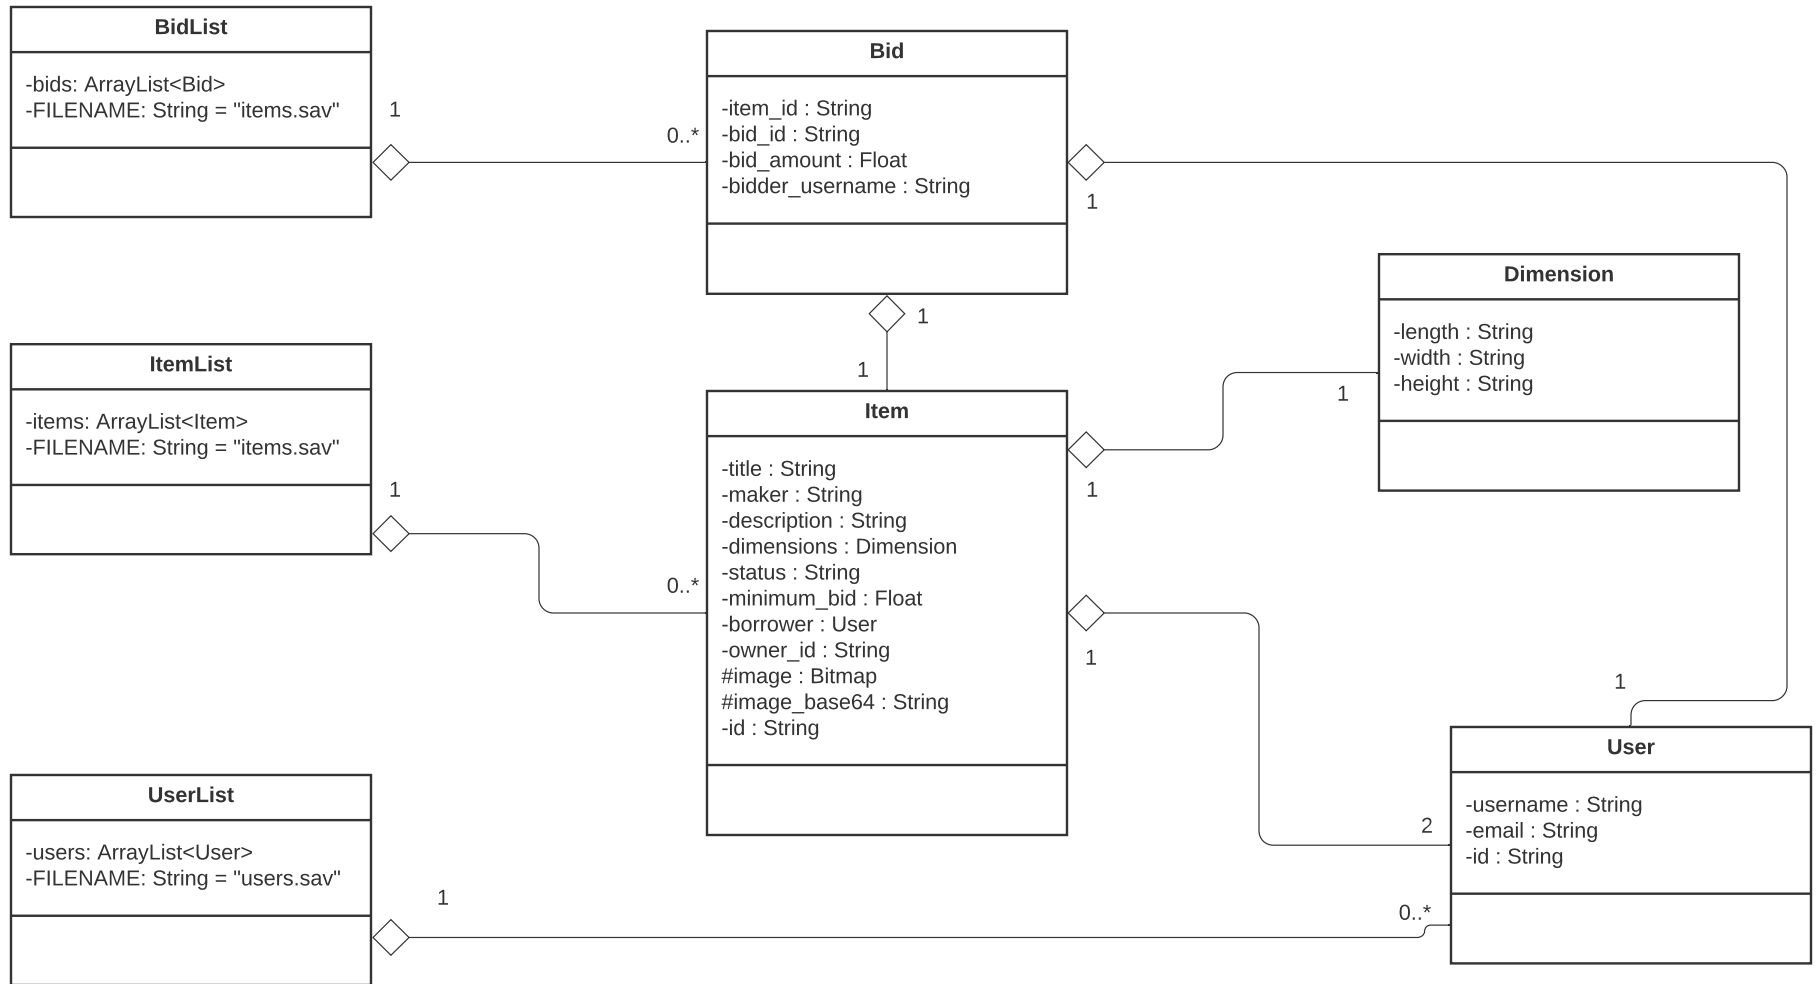 BidList
-bids: ArrayList<Bid>
-FILENAME: String = "items.sav"
1
0..*
Bid
-item_id : String
-bid_id : String
-bid_amount : Float
-bidder_username : String
1
1
1
Dimension
-length : String
-width : String
-height : String
1
ItemList
-items: ArrayList<Item>
-FILENAME: String = "items.sav"
1
0..*
Item
-title : String
-maker : String
-description : String
-dimensions : Dimension
-status : String
-minimum_bid : Float
-borrower : User
-owner_id : String
#image : Bitmap
#image_base64 : String
-id : String
1
1
1
2
User
-username : String
-email : String
-id : String
UserList
-users: ArrayList<User>
-FILENAME: String = "users.sav"
1
0..*